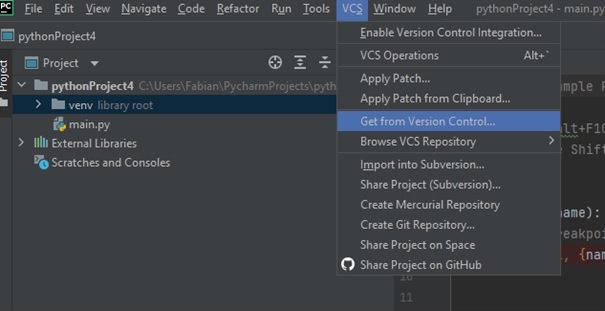 PC File Edit View Navigate Code Refactor Run Tools VCS Window Help pythonProject4 - main.py
pythonProject4
Project
Project
pythonProject4 C:\Users\Fabian\PycharmProjects\pyth
venv library root
main.py
External Libraries
Scratches and Consoles
Enable Version Control Integration...
VCS Operations Alt+`
Apply Patch...
Apply Patch from Clipboard...
Get from Version Control...
Browse VCS Repository
Import into Subversion...
Share Project (Subversion)...
Create Mercurial Repository
Create Git Repository...
Share Project on Space
Share Project on GitHub
ample P
lt+F10
e Shif
name):
eakpoi
, {nam
10
11